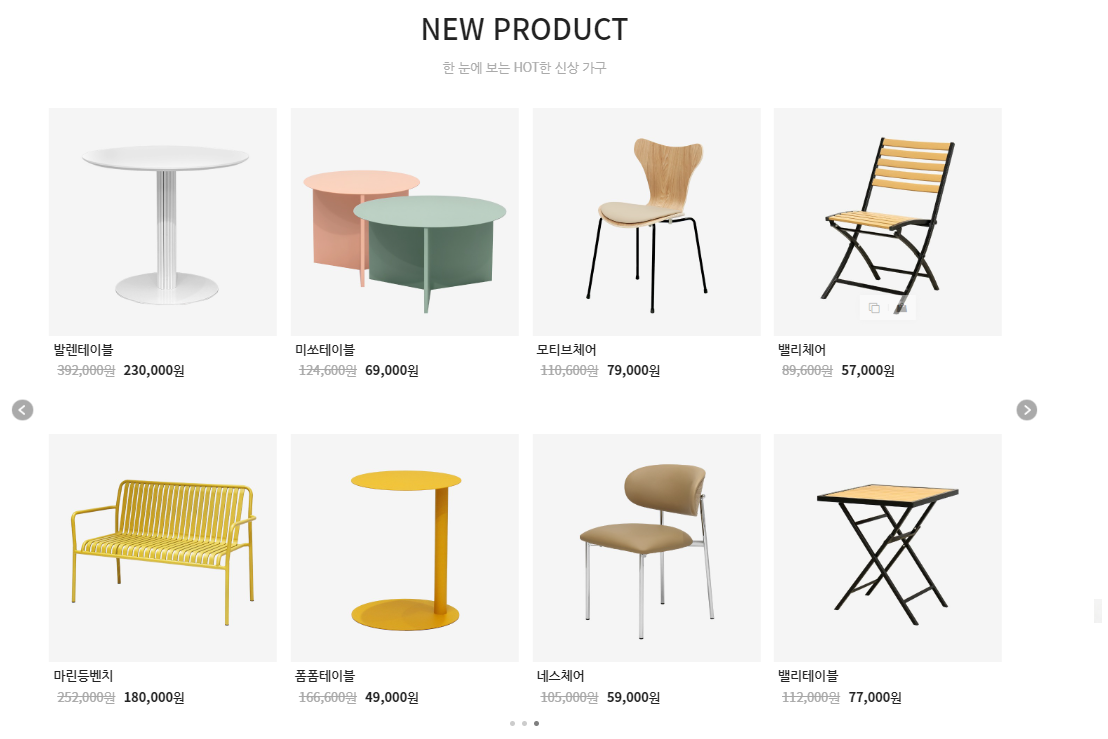 NEW PRODUCT
한 눈에 보는 HOT한 신상 가구
발렌테이블
392,000원 230,000원
미쏘테이블
124,600원 69,000원
모티브체어
110,600원 79,000원
밸리체어
89,600원 57,000원
마린등벤치
252,000원 180,000원
폼폼테이블
166,600원 49,000원
네스체어
105,000원 59,000원
밸리테이블
112,000원 77,000원